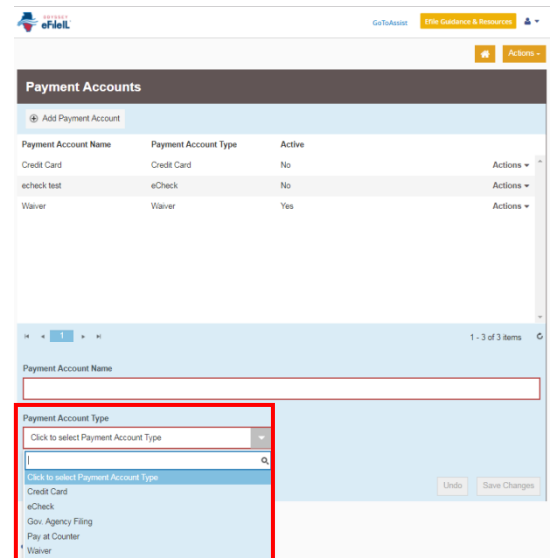 ODYSSEY
eFileIL
GoToAssist
Efile Guidance & Resources
Actions
Payment Accounts
Add Payment Account
Payment Account Name Payment Account Type Active
Credit Card Credit Card No Actions
echeck test eCheck No Actions
Waiver Waiver Yes Actions
1
1 - 3 of 3 items
Payment Account Name
Payment Account Type
Click to select Payment Account Type
Click to select Payment Account Type
Credit Card
eCheck
Gov. Agency Filing
Pay at Counter
Waiver
Undo Save Changes